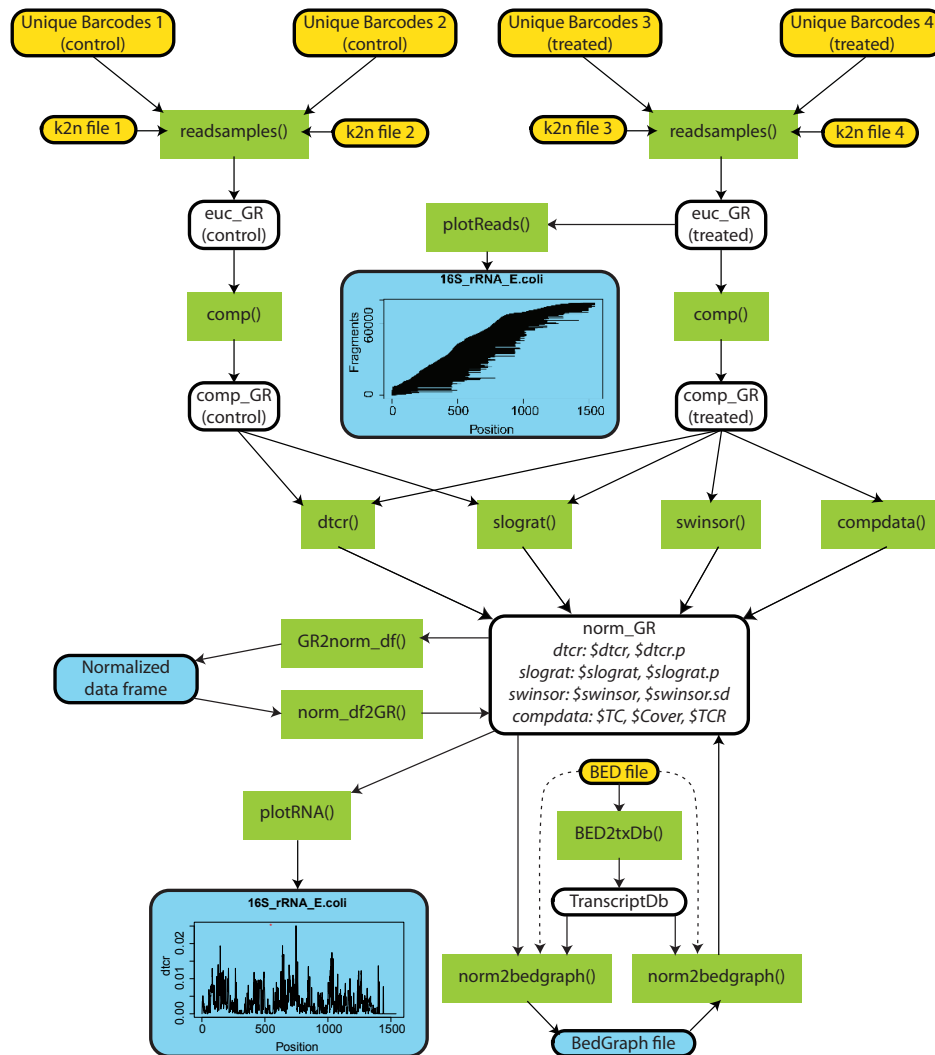 Unique Barcodes 1
(control)
Unique Barcodes 2
(control)
Unique Barcodes 3
(treated)
Unique Barcodes 4
(treated)
k2n file 1
readsamples()
k2n file 2
k2n file 3
readsamples()
k2n file 4
euc_GR
(control)
plotReads()
euc_GR
(treated)
16S_rRNA_E.coli
Fragments
60000
0
0
500
1000
1500
Position
comp()
comp()
comp_GR
(control)
comp_GR
(treated)
dtcr()
slograt()
swinsor()
compdata()
norm_GR
dtcr: $dtcr, $dtcr.p
slograt: $slograt, $slograt.p
swinsor: $swinsor, $swinsor.sd
compdata: $TC, $Cover, $TCR
GR2norm_df()
Normalized
data frame
norm_df2GR()
BED file
plotRNA()
BED2txDb()
TranscriptDb
16S_rRNA_E.coli
dtcr
0.02
0.01
0.00
0
500
1000
1500
Position
norm2bedgraph()
norm2bedgraph()
BedGraph file